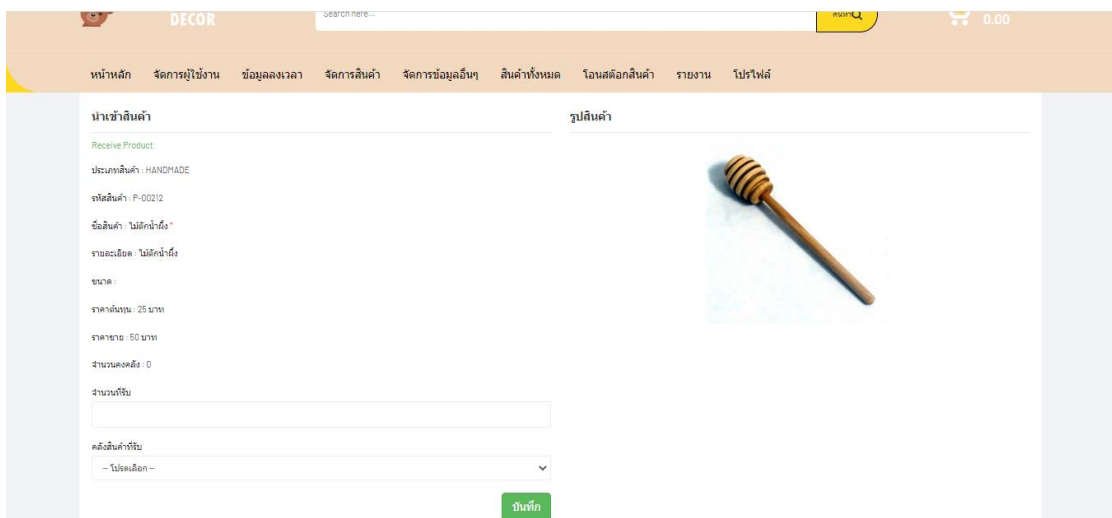 DECOR
Search here...
ค้นหา
0.00
หน้าหลัก จัดการผู้ใช้งาน ข้อมูลลงเวลา จัดการสินค้า จัดการข้อมูลอื่นๆ สินค้าทั้งหมด โอนสต๊อกสินค้า รายงาน โปรไฟล์
นำเข้าสินค้า
รูปสินค้า
Receive Product
ประเภทสินค้า : HANDMADE
รหัสสินค้า : P-00212
ชื่อสินค้า : ไม้ตักน้ำผึ้ง *
รายละเอียด : ไม้ตักน้ำผึ้ง
ขนาด :
ราคาต้นทุน : 25 บาท
ราคาขาย : 50 บาท
จำนวนคงคลัง : 0
จำนวนที่รับ
คลังสินค้าที่รับ
-- โปรดเลือก --
บันทึก